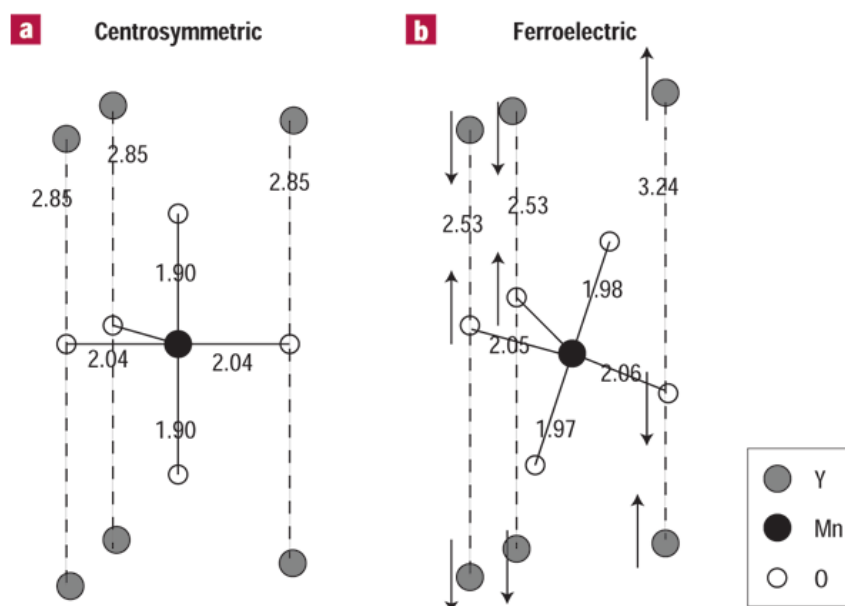 a Centrosymmetric
2.85
2.85
2.85
1.90
2.04
2.04
1.90
b Ferroelectric
2.53
2.53
3.24
1.98
2.05
2.06
1.97
Y
Mn
O